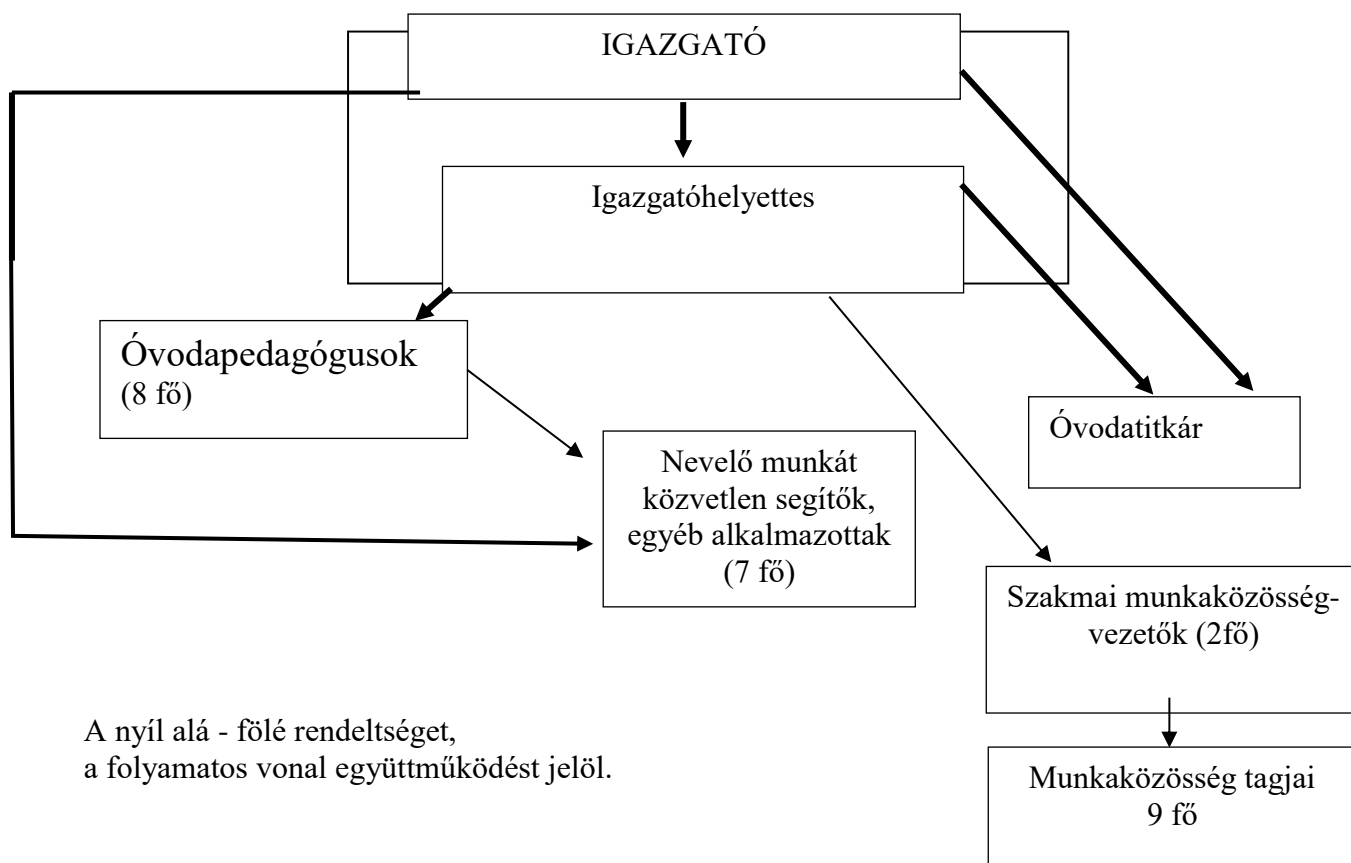 IGAZGATÓ
Igazgatóhelyettes
Óvodapedagógusok
(8 fő)
Óvodatitkár
Nevelő munkát
közvetlen segítők,
egyéb alkalmazottak
(7 fő)
Szakmai munkaközösség-
vezetők (2fő)
A nyíl alá - fölé rendeltséget,
a folyamatos vonal együttműködést jelöl.
Munkaközösség tagjai
9 fő